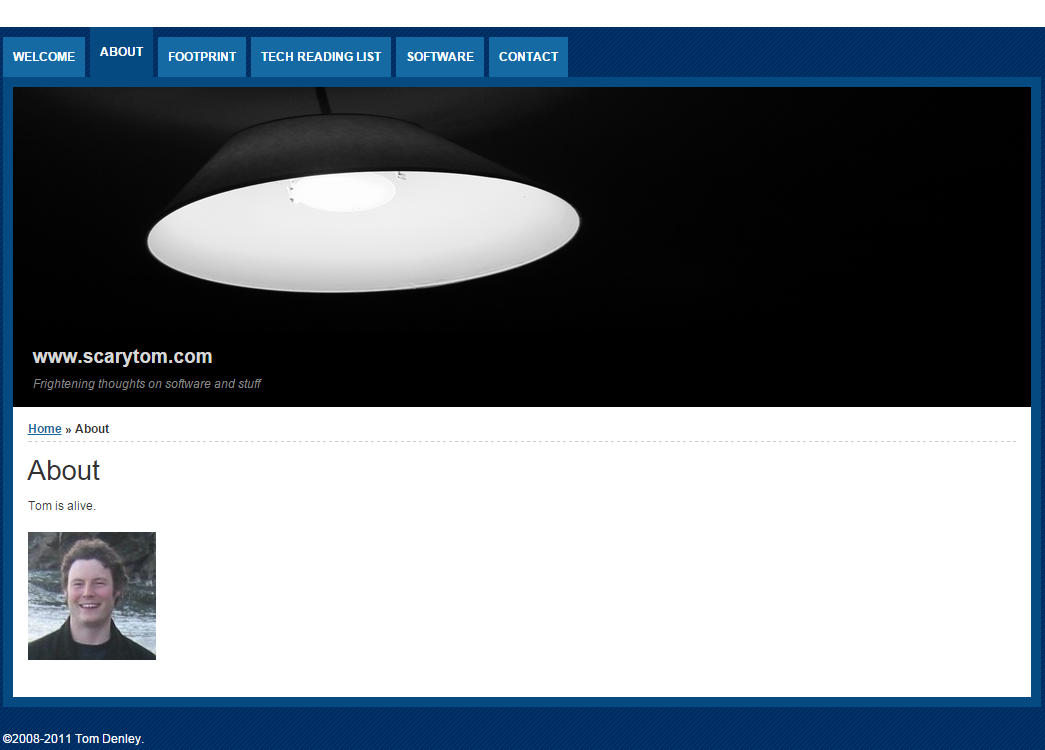 WELCOME
ABOUT
FOOTPRINT
TECH READING LIST
SOFTWARE
CONTACT
www.scarytom.com
Frightening thoughts on software and stuff
Home » About
About
Tom is alive.
©2008-2011 Tom Denley.